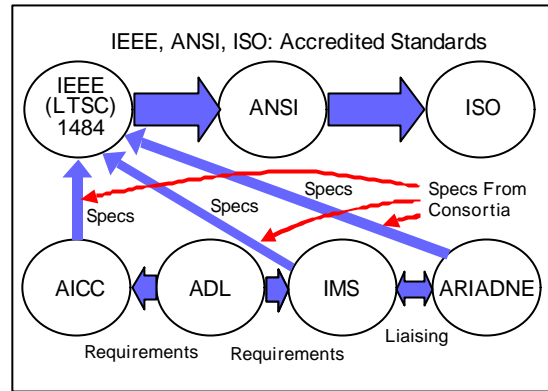 IEEE, ANSI, ISO: Accredited Standards
IEEE
(LTSC)
1484
ANSI
ISO
Specs
Specs
Specs
Specs From
Consortia
AICC
ADL
IMS
ARIADNE
Requirements
Requirements
Liaising